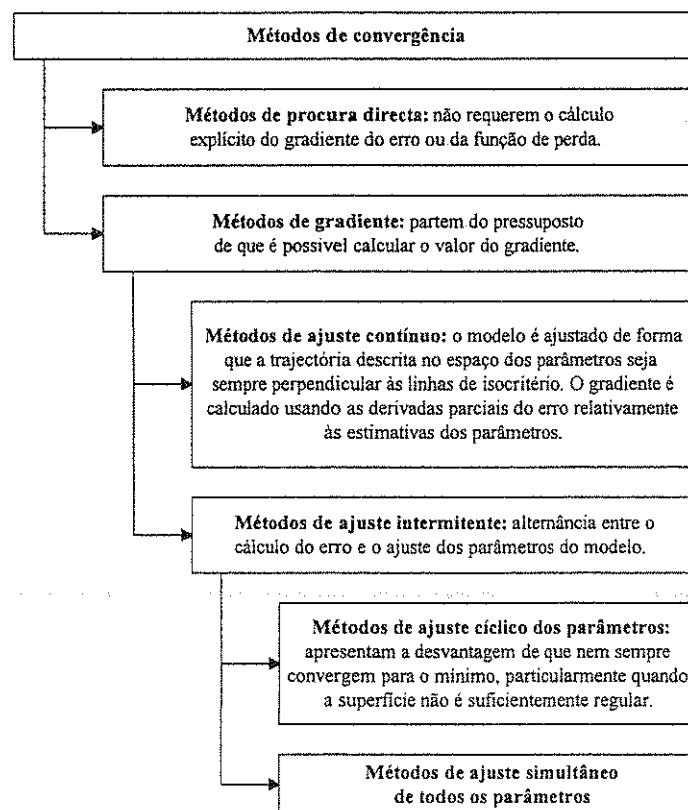 Métodos de convergência
Métodos de procura directa: não requerem o cálculo
explícito do gradiente do erro ou da função de perda.
Métodos de gradiente: partem do pressuposto
de que é possivel calcular o valor do gradiente.
Métodos de ajuste contínuo: o modelo é ajustado de forma
que a trajectória descrita no espaço dos parâmetros seja
sempre perpendicular às linhas de isocritério. O gradiente é
calculado usando as derivadas parciais do erro relativamente
às estimativas dos parâmetros.
Métodos de ajuste intermitente: alternância entre o
cálculo do erro e o ajuste dos parâmetros do modelo.
Métodos de ajuste cíclico dos parâmetros:
apresentam a desvantagem de que nem sempre
convergem para o mínimo, particularmente quando
a superfície não é suficientemente regular.
Métodos de ajuste simultâneo
de todos os parâmetros